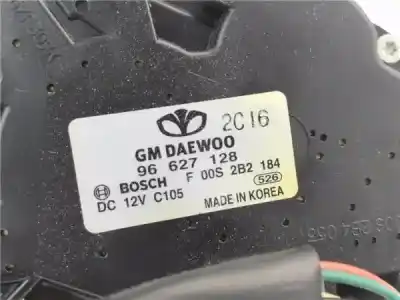 2C16
GM DAEWOO
96 627 128
BOSCH F 00S 2B2 184
DC 12V C105 526
MADE IN KOREA